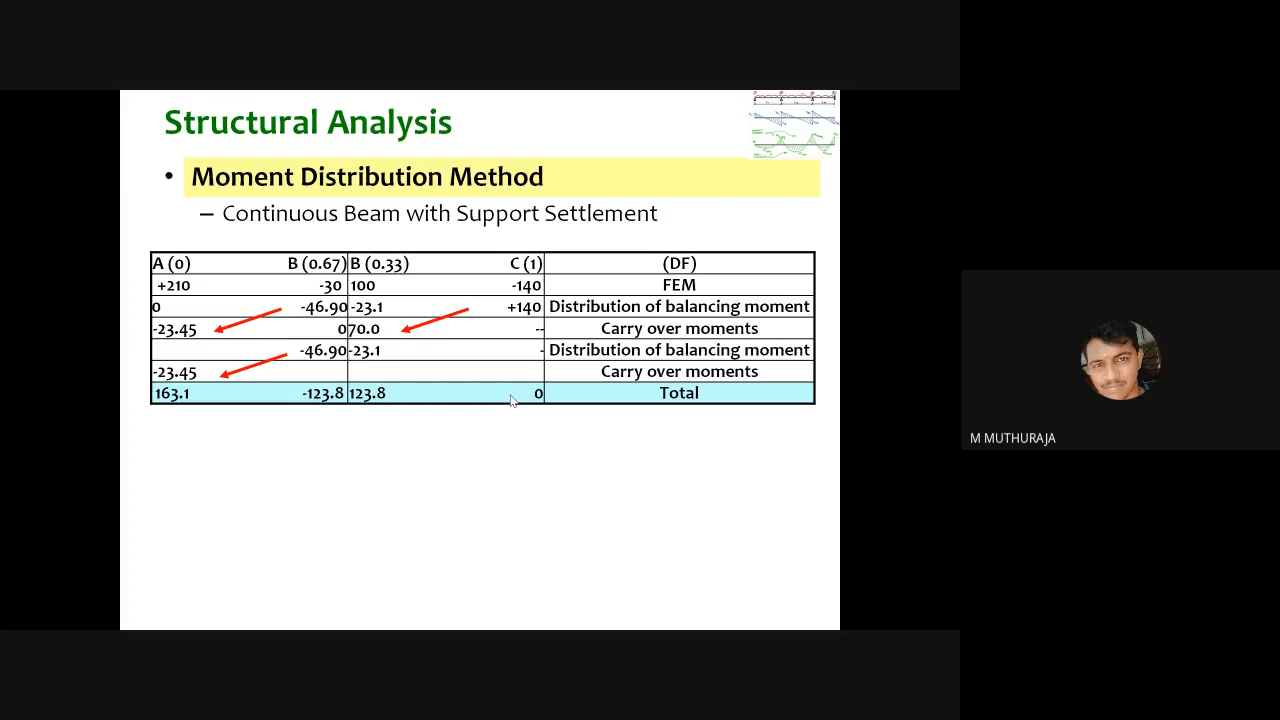 Structural Analysis
• Moment Distribution Method
– Continuous Beam with Support Settlement
A (0) B (0.67) B (0.33) C (1) (DF)
+210 -30 100 -140 FEM
0 -46.90 -23.1 +140 Distribution of balancing moment
-23.45 0 70.0 -- Carry over moments
-46.90 -23.1 - Distribution of balancing moment
-23.45 Carry over moments
163.1 -123.8 123.8 0 Total
M MUTHURAJA